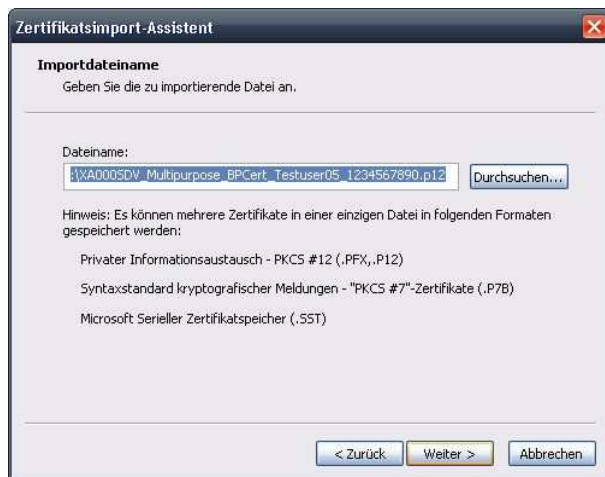 Zertifikatsimport-Assistent
Importdateiname
Geben Sie die zu importierende Datei an.
Dateiname:
:\XA000SDV_Multipurpose_BPCert_Testuser05_1234567890.p12
Durchsuchen...
Hinweis: Es können mehrere Zertifikate in einer einzigen Datei in folgenden Formaten
gespeichert werden:
Privater Informationsaustausch - PKCS #12 (.PFX,.P12)
Syntaxstandard kryptografischer Meldungen - "PKCS #7"-Zertifikate (.P7B)
Microsoft Serieller Zertifikatspeicher (.SST)
< Zurück
Weiter >
Abbrechen